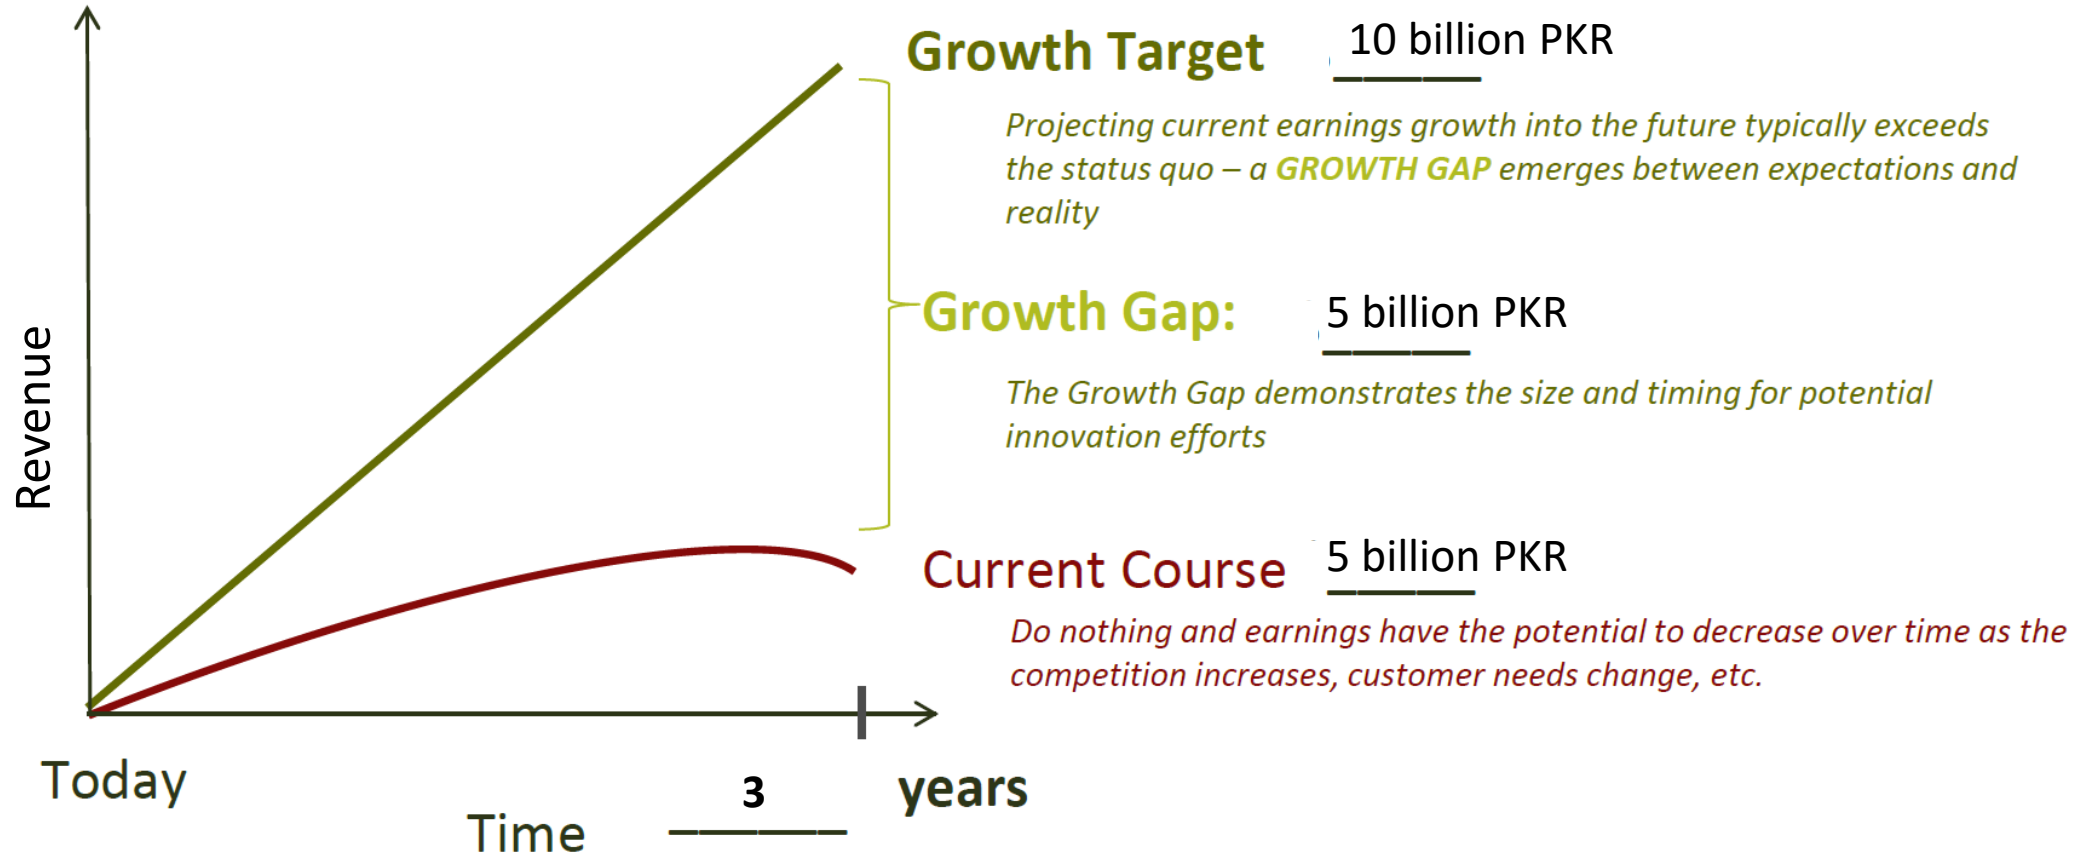 Growth Target 10 billion PKR
Projecting current earnings growth into the future typically exceeds
the status quo – a GROWTH GAP emerges between expectations and
reality
Growth Gap: 5 billion PKR
The Growth Gap demonstrates the size and timing for potential
innovation efforts
Current Course 5 billion PKR
Do nothing and earnings have the potential to decrease over time as the
competition increases, customer needs change, etc.
Revenue
Today
Time 3 years